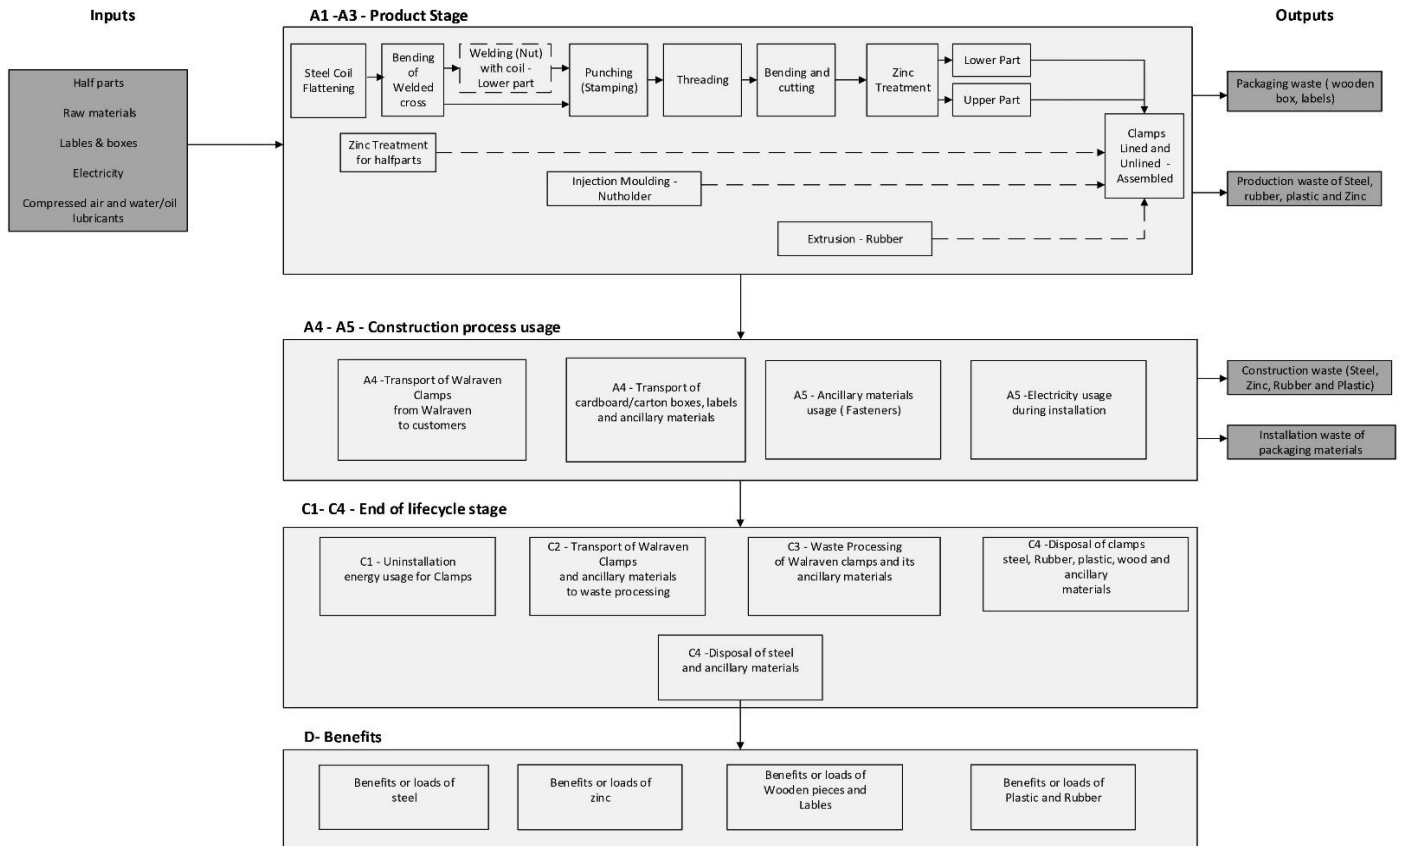 Inputs
A1 -A3 - Product Stage
Outputs
Half parts
Raw materials
Lables & boxes
Electricity
Compressed air and water/oil
lubricants
Steel Coil
Flattening
Bending
of
Welded
cross
Welding (Nut)
with coil -
Lower part
Punching
(Stamping)
Threading
Bending and
cutting
Zinc
Treatment
Lower Part
Upper Part
Zinc Treatment
for halfparts
Injection Moulding -
Nutholder
Extrusion - Rubber
Clamps
Lined and
Unlined -
Assembled
Packaging waste ( wooden
box, labels)
Production waste of Steel,
rubber, plastic and Zinc
A4 - A5 - Construction process usage
A4 -Transport of Walraven
Clamps
from Walraven
to customers
A4 - Transport of
cardboard/carton boxes, labels
and ancillary materials
A5 - Ancillary materials
usage ( Fasteners)
A5 -Electricity usage
during installation
Construction waste (Steel,
Zinc, Rubber and Plastic)
Installation waste of
packaging materials
C1- C4 - End of lifecycle stage
C1 - Uninstallation
energy usage for Clamps
C2 - Transport of Walraven
Clamps
and ancillary materials
to waste processing
C3 - Waste Processing
of Walraven clamps and its
ancillary materials
C4 -Disposal of clamps
steel, Rubber, plastic, wood and
ancillary
materials
C4 -Disposal of steel
and ancillary materials
D- Benefits
Benefits or loads of
steel
Benefits or loads of
zinc
Benefits or loads of
Wooden pieces and
Lables
Benefits or loads of
Plastic and Rubber